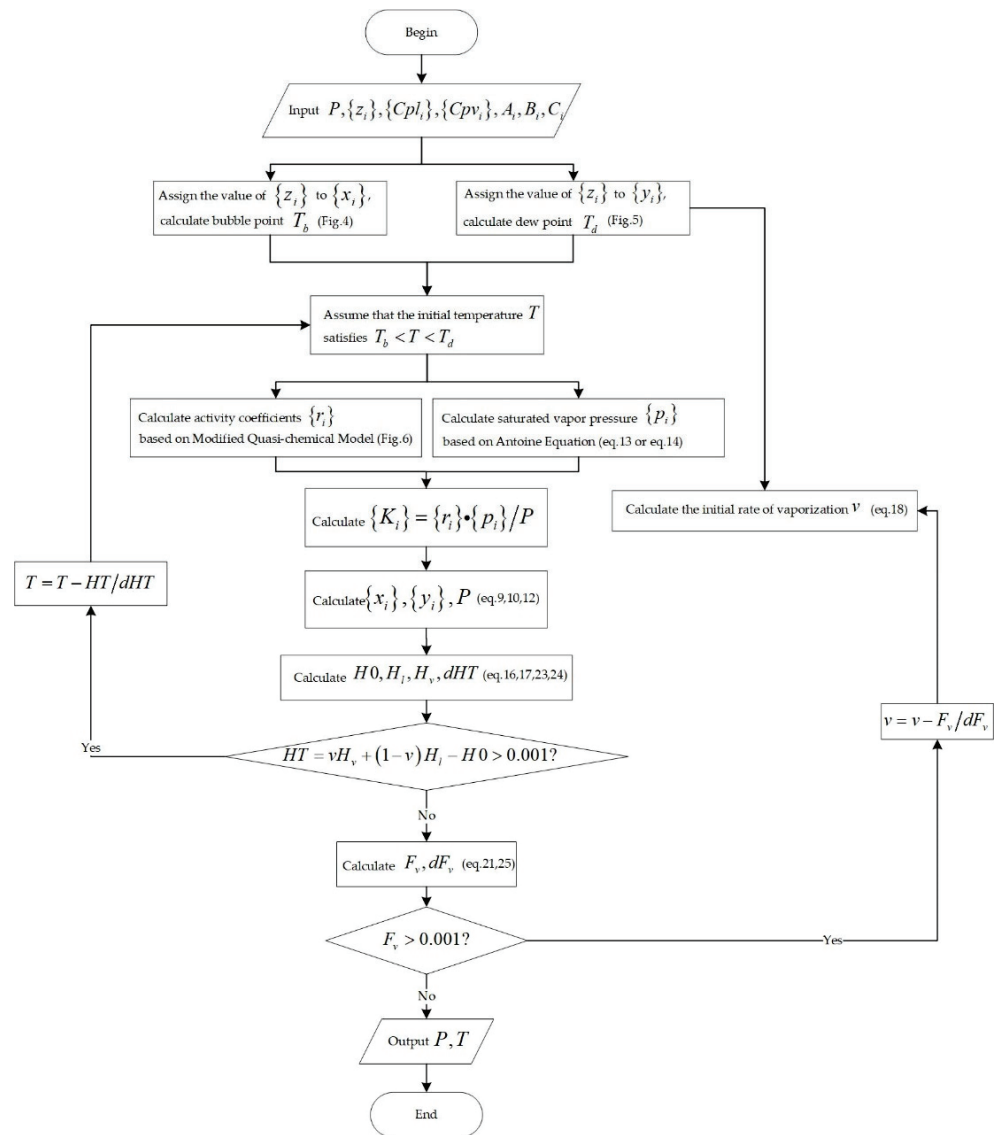 Begin
Input P,{z_i},{Cpl_i},{Cpv_i},A_i,B_i,C_i
Assign the value of {z_i} to {x_i},
calculate bubble point T_b (Fig.4)
Assign the value of {z_i} to {y_i},
calculate dew point T_d (Fig.5)
Assume that the initial temperature T
satisfies T_b<T<T_d
Calculate activity coefficients {r_i}
based on Modified Quasi-chemical Model (Fig.6)
Calculate saturated vapor pressure {p_i}
based on Antoine Equation (eq.13 or eq.14)
Calculate {K_i}={r_i}•{p_i}/P
Calculate the initial rate of vaporization v (eq.18)
T=T−HT/dHT
Calculate{x_i},{y_i},P (eq.9,10,12)
Calculate H0,H_l,H_v,dHT (eq.16,17,23,24)
v=v−F_v/dF_v
Yes
HT=vH_v+(1−v)H_l−H0>0.001?
No
Calculate F_v,dF_v (eq.21,25)
F_v>0.001?
Yes
No
Output P,T
End